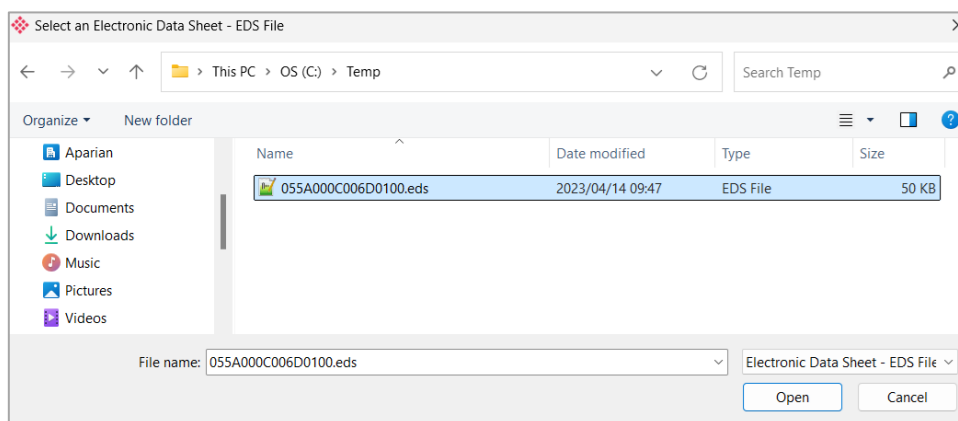 Select an Electronic Data Sheet - EDS File
This PC > OS (C:) > Temp
Search Temp
Organize
New folder
Aparian
Desktop
Documents
Downloads
Music
Pictures
Videos
Name Date modified Type Size
055A000C006D0100.eds 2023/04/14 09:47 EDS File 50 KB
File name: 055A000C006D0100.eds
Electronic Data Sheet - EDS File
Open Cancel